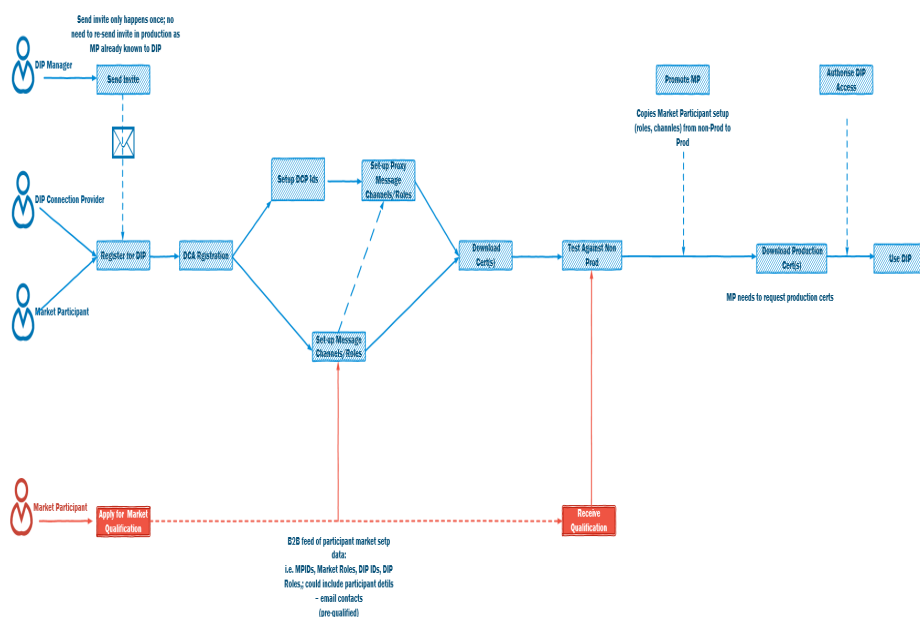 Send invite only happens once; no
need to re-send invite in production as
MP already known to DIP
DIP Manager
Send Invite
Promote MP
Authorise DIP
Access
Copies Market Participant setup
(roles, channles) from non-Prod to
Prod
DIP Connection Provider
Setup DCP Ids
Set-up Proxy
Message
Channels/Roles
Register for DIP
DCA Rgistration
Download
Cert(s)
Test Against Non
Prod
Download Production
Cert(s)
Use DIP
MP needs to request production certs
Market Participant
Set-up Message
Channels/Roles
Market Participant
Apply for Market
Qualification
Receive
Qualification
B2B feed of participant market setp
data:
i.e. MPIDs, Market Roles, DIP IDs, DIP
Roles,; could include participant detils
– email contacts
(pre-qualified)